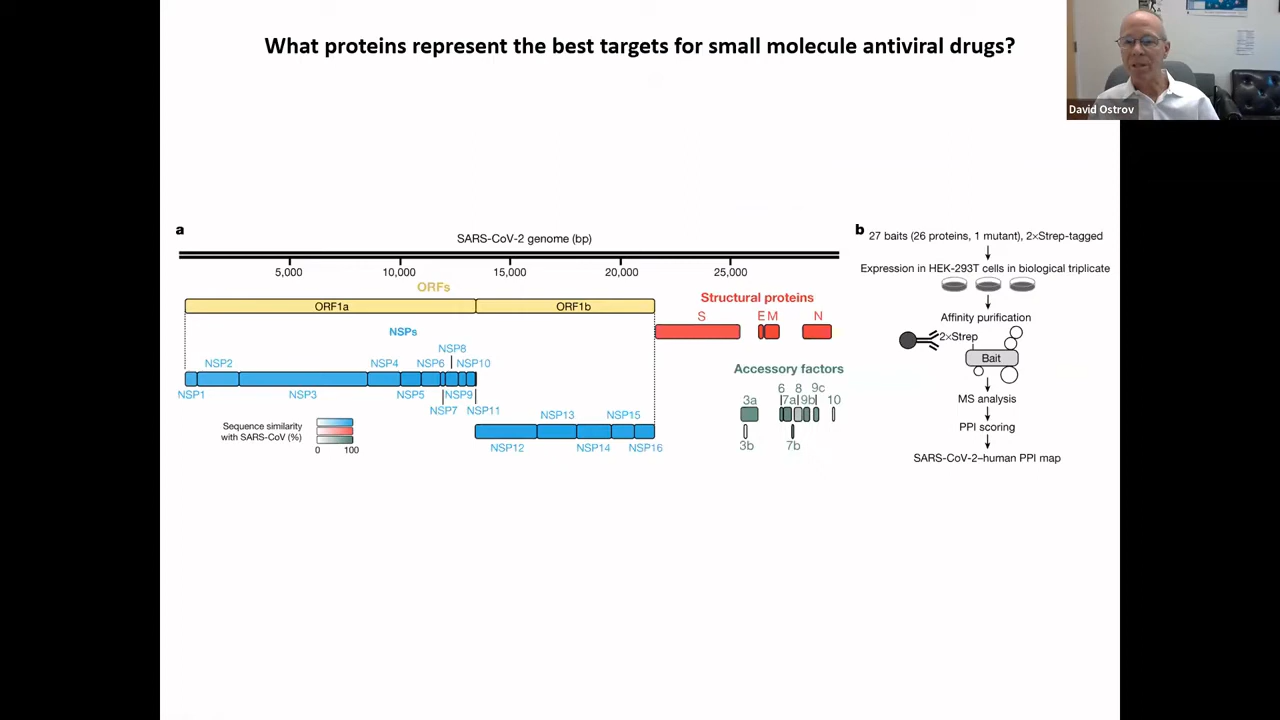 What proteins represent the best targets for small molecule antiviral drugs?
David Ostrov
a
SARS-CoV-2 genome (bp)
5,000 10,000 15,000 20,000 25,000
ORFs
ORF1a ORF1b
NSPs
NSP8
NSP2 NSP4 NSP6 NSP10
NSP1 NSP3 NSP5 NSP9
NSP7 NSP11
NSP13 NSP15
NSP12 NSP14 NSP16
Sequence similarity
with SARS-CoV (%)
0 100
Structural proteins
S E M N
Accessory factors
6 8 9c
3a 7a 9b 10
3b 7b
b
27 baits (26 proteins, 1 mutant), 2×Strep-tagged
Expression in HEK-293T cells in biological triplicate
Affinity purification
2×Strep
Bait
MS analysis
PPI scoring
SARS-CoV-2–human PPI map